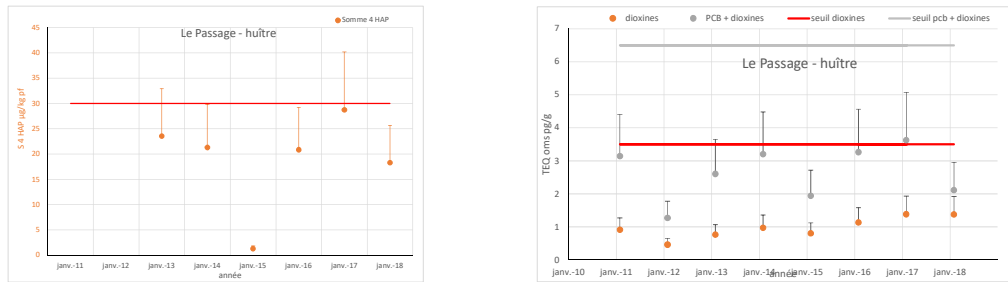 Somme 4 HAP
Le Passage - huître
S 4 HAP µg/kg pf
45
40
35
30
25
20
15
10
5
0
janv.-11 janv.-12 janv.-13 janv.-14 janv.-15 janv.-16 janv.-17 janv.-18
année
dioxines PCB + dioxines seuil dioxines seuil pcb + dioxines
Le Passage - huître
TEQ oms pg/g
7
6
5
4
3
2
1
0
janv.-10 janv.-11 janv.-12 janv.-13 janv.-14 janv.-15 janv.-16 janv.-17 janv.-18
année